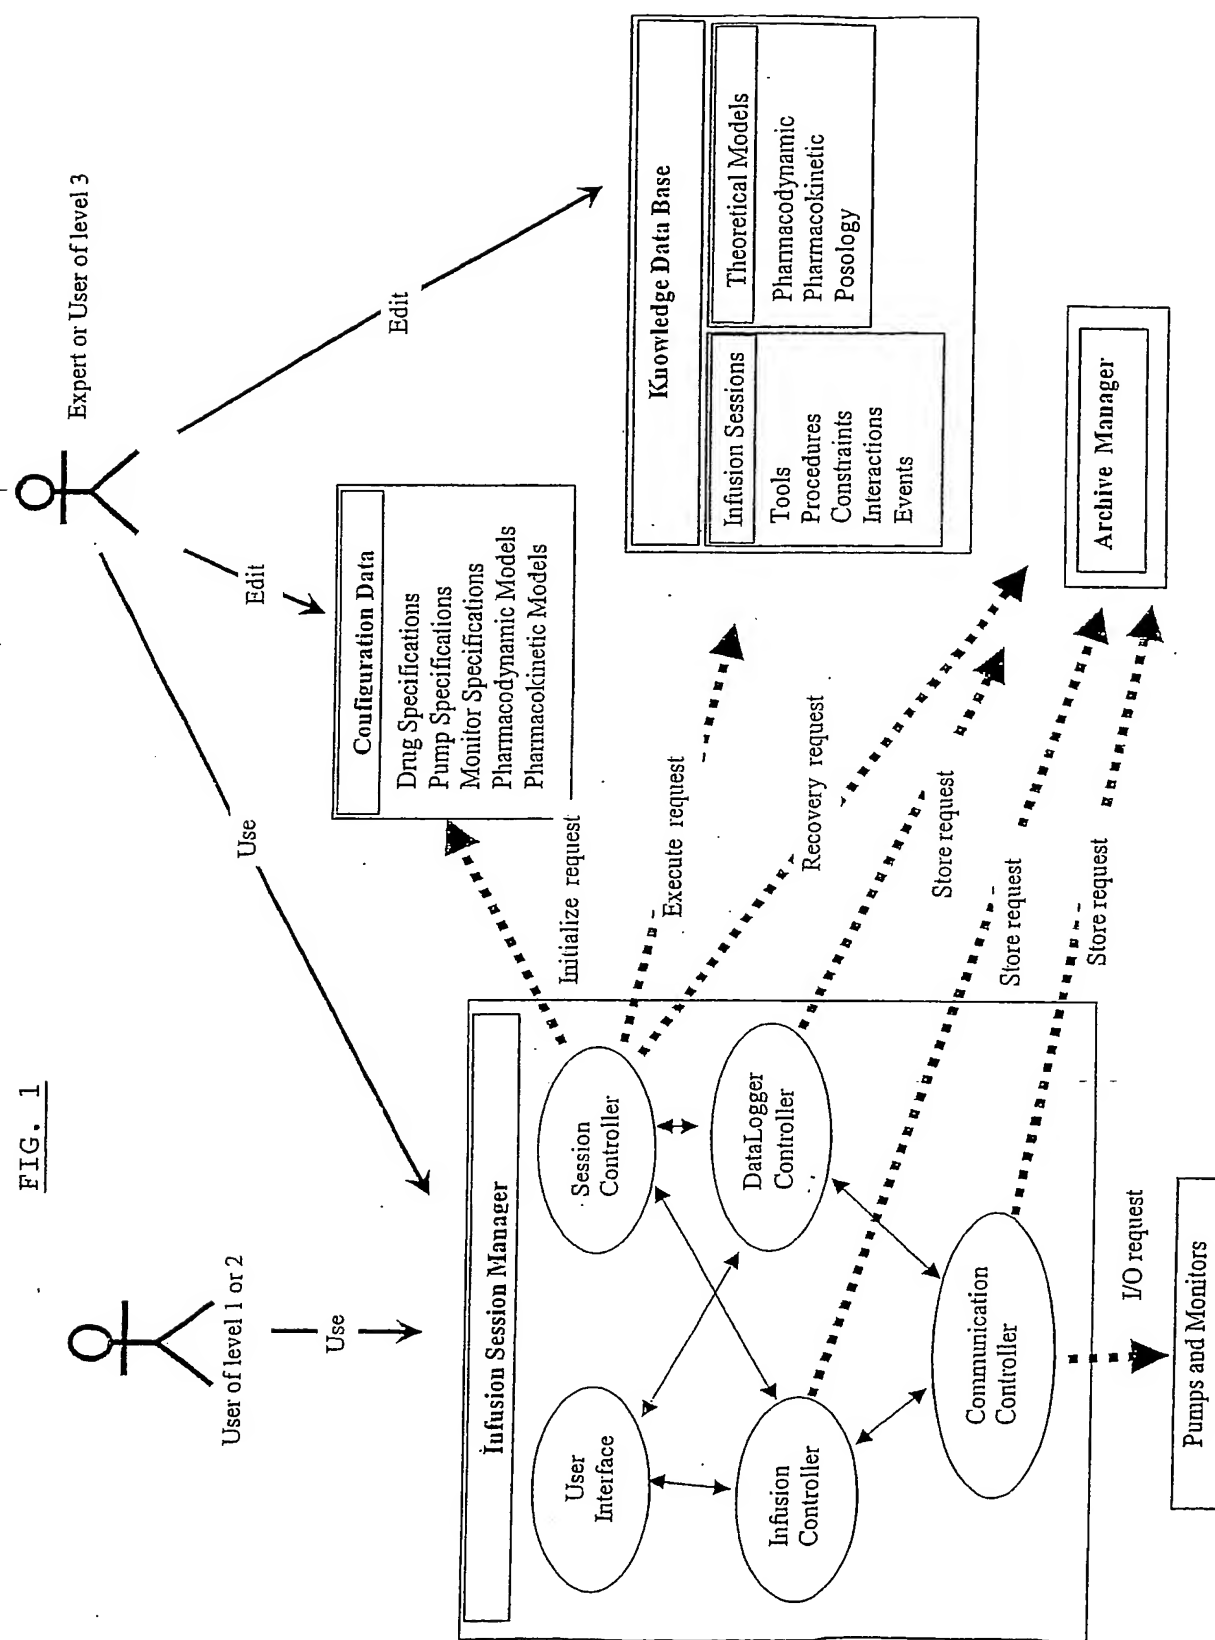 FIG. 1
User of level 1 or 2
Expert or User of level 3
Use
Use
Edit
Edit
Infusion Session Manager
User
Interface
Session
Controller
Infusion
Controller
DataLogger
Controller
Communication
Controller
Configuration Data
Drug Specifications
Pump Specifications
Monitor Specifications
Pharmacodynamic Models
Pharmacokinetic Models
Initialize request
Execute request
Recovery request
Store request
Store request
Store request
I/O request
Knowledge Data Base
Infusion Sessions
Tools
Procedures
Constraints
Interactions
Events
Theoretical Models
Pharmacodynamic
Pharmacokinetic
Posology
Archive Manager
Pumps and Monitors